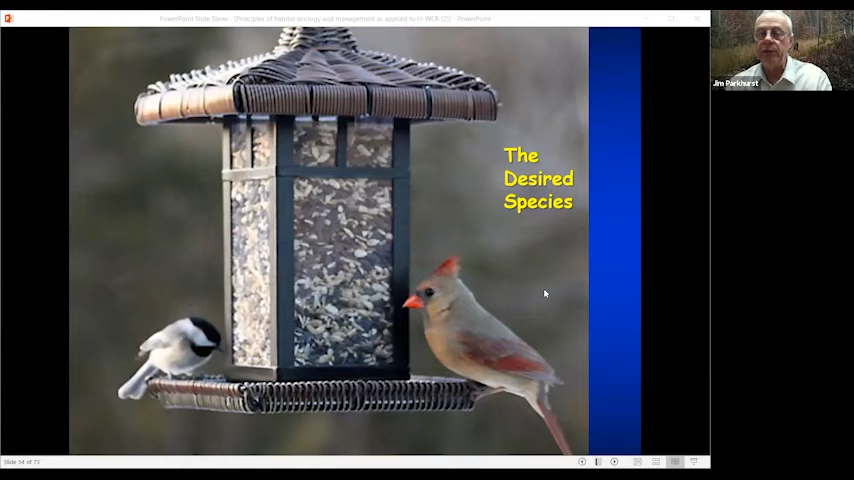 PowerPoint Slide Show - [Principles of habitat ecology and management as applied to H-WCR (2)] - PowerPoint
Jim Parkhurst
The
Desired
Species
Slide 54 of 73